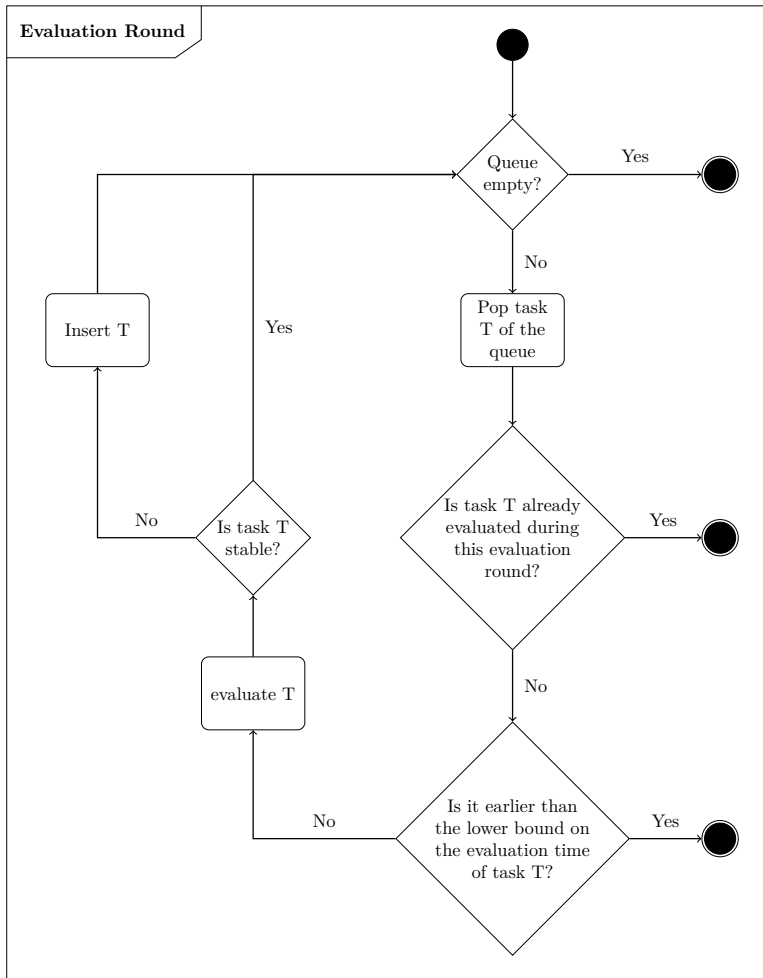 Evaluation Round
Queue
empty?
Yes
No
Pop task
T of the
queue
Insert T
Yes
Is task T already
evaluated during
this evaluation
round?
Yes
No
Is task T
stable?
No
evaluate T
Is it earlier than
the lower bound on
the evaluation time
of task T?
Yes
No